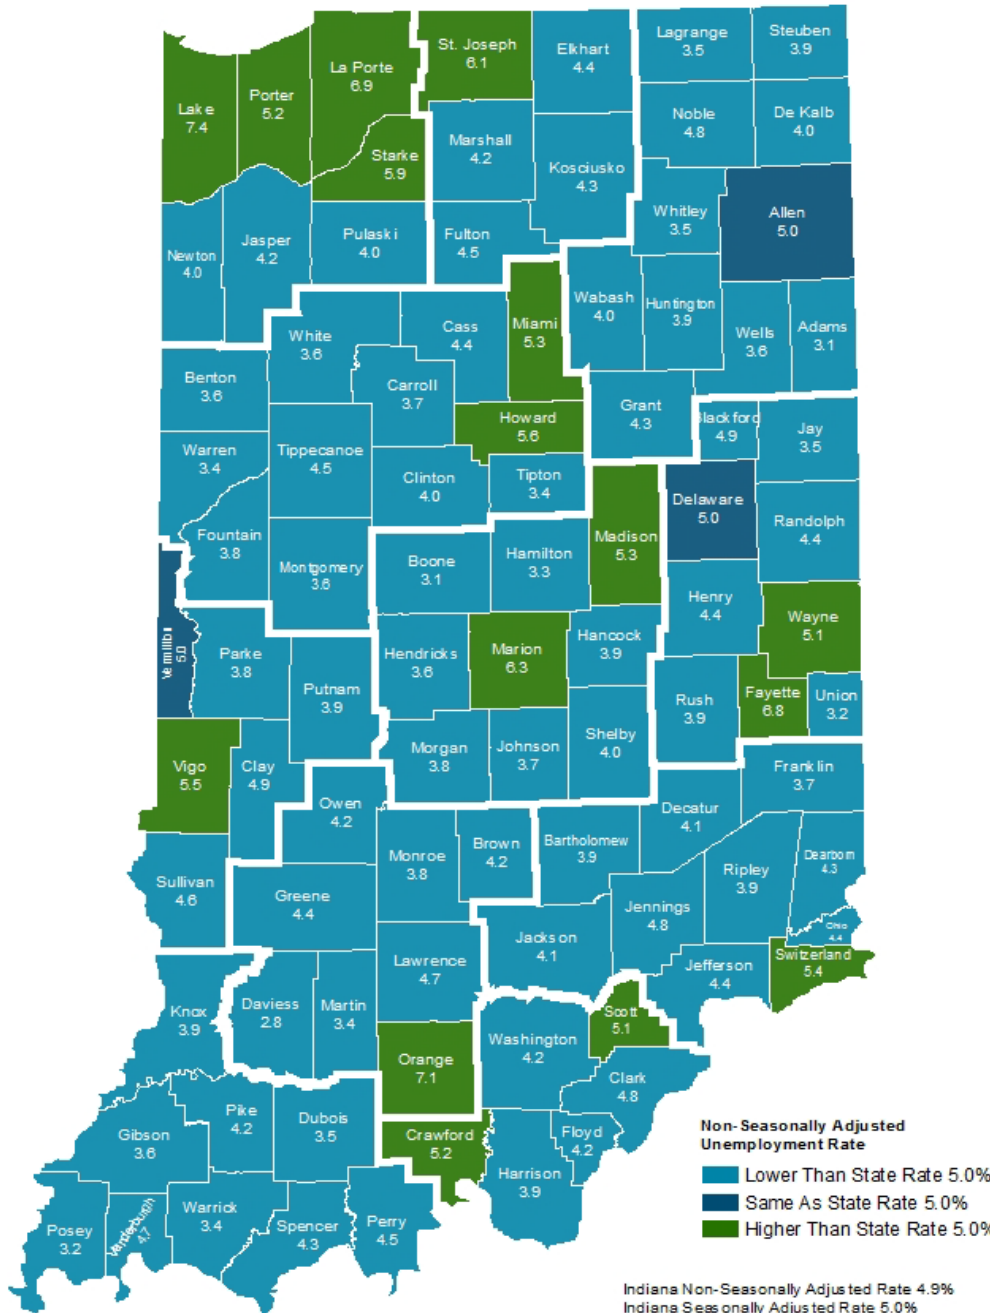 Lagrange
3.5
Steuben
3.9
St. Joseph
6.1
Elkhart
4.4
La Porte
6.9
Porter
5.2
Lake
7.4
Noble
4.8
De Kalb
4.0
Marshall
4.2
Starke
5.9
Kosciusko
4.3
Whitley
3.5
Allen
5.0
Newton
4.0
Jasper
4.2
Pulaski
4.0
Fulton
4.5
Wabash
4.0
Huntington
3.9
Wells
3.6
Adams
3.1
White
3.6
Cass
4.4
Miami
5.3
Benton
3.6
Carroll
3.7
Grant
4.3
Blackford
4.9
Jay
3.5
Howard
5.6
Warren
3.4
Tippecanoe
4.5
Clinton
4.0
Tipton
3.4
Delaware
5.0
Randolph
4.4
Fountain
3.8
Montgomery
3.6
Boone
3.1
Hamilton
3.3
Madison
5.3
Henry
4.4
Wayne
5.1
Vermillion
5.0
Parke
3.8
Putnam
3.9
Hendricks
3.6
Marion
6.3
Hancock
3.9
Rush
3.9
Fayette
6.8
Union
3.2
Vigo
5.5
Clay
4.9
Morgan
3.8
Johnson
3.7
Shelby
4.0
Franklin
3.7
Owen
4.2
Decatur
4.1
Monroe
3.8
Brown
4.2
Bartholomew
3.9
Ripley
3.9
Dearborn
4.3
Sullivan
4.6
Greene
4.4
Jennings
4.8
Ohio
4.4
Jackson
4.1
Lawrence
4.7
Jefferson
4.4
Switzerland
5.4
Knox
3.9
Daviess
2.8
Martin
3.4
Washington
4.2
Scott
5.1
Orange
7.1
Clark
4.8
Gibson
3.6
Pike
4.2
Dubois
3.5
Crawford
5.2
Floyd
4.2
Harrison
3.9
Posey
3.2
Vanderburgh
4.7
Warrick
3.4
Spencer
4.3
Perry
4.5
Non-Seasonally Adjusted
Unemployment Rate
Lower Than State Rate 5.0%
Same As State Rate 5.0%
Higher Than State Rate 5.0%
Indiana Non-Seasonally Adjusted Rate 4.9%
Indiana Seasonally Adjusted Rate 5.0%